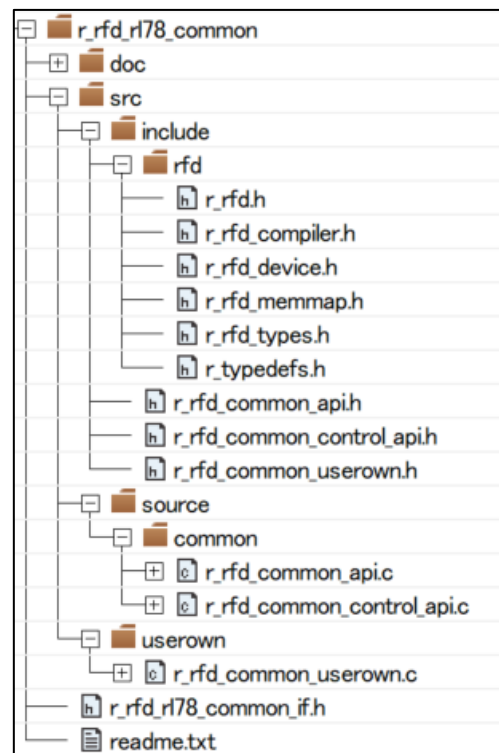 r_rfd_rl78_common
doc
src
include
rfd
r_rfd.h
r_rfd_compiler.h
r_rfd_device.h
r_rfd_memmap.h
r_rfd_types.h
r_typedefs.h
r_rfd_common_api.h
r_rfd_common_control_api.h
r_rfd_common_userown.h
source
common
r_rfd_common_api.c
r_rfd_common_control_api.c
userown
r_rfd_common_userown.c
r_rfd_rl78_common_if.h
readme.txt